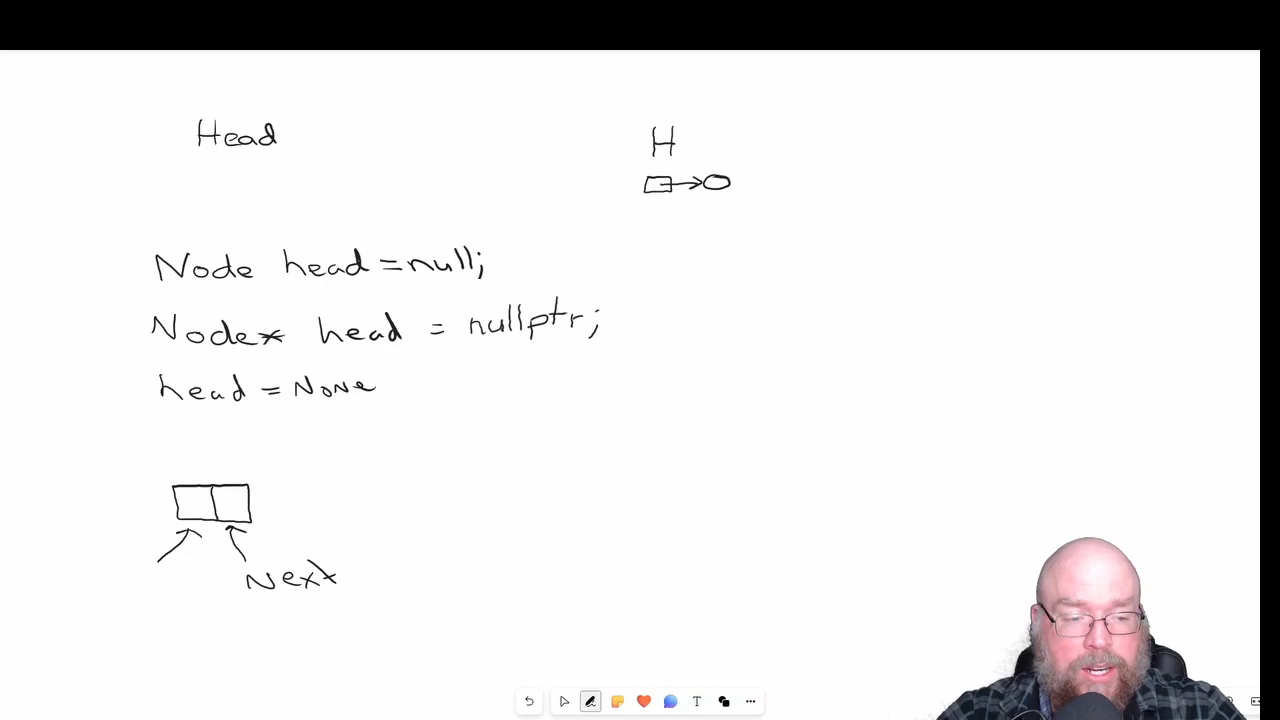 Head
H
Node head = null;
Node* head = nullptr;
head = None
Next
T